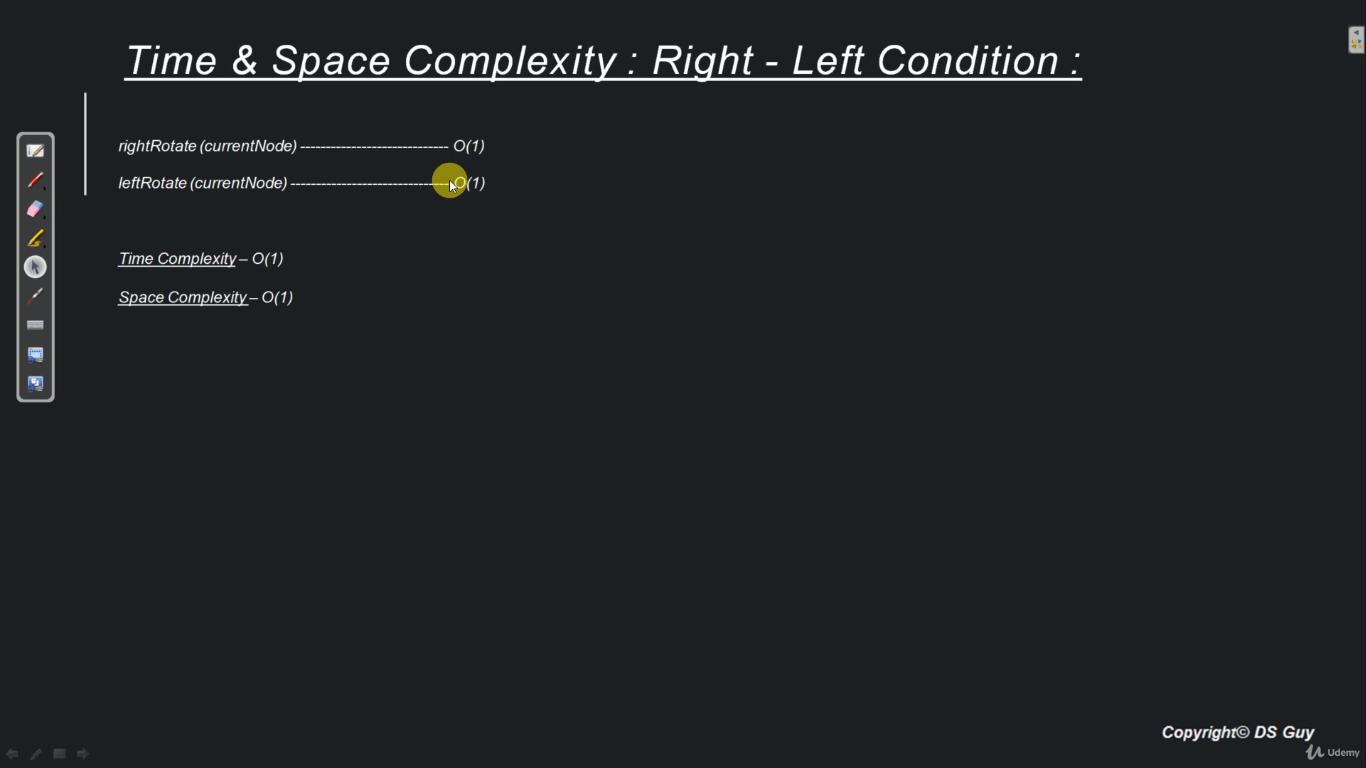 Time & Space Complexity : Right - Left Condition :
rightRotate (currentNode) ----------------------------- O(1)
leftRotate (currentNode) ------------------------------- O(1)
Time Complexity – O(1)
Space Complexity – O(1)
Copyright© DS Guy
Udemy